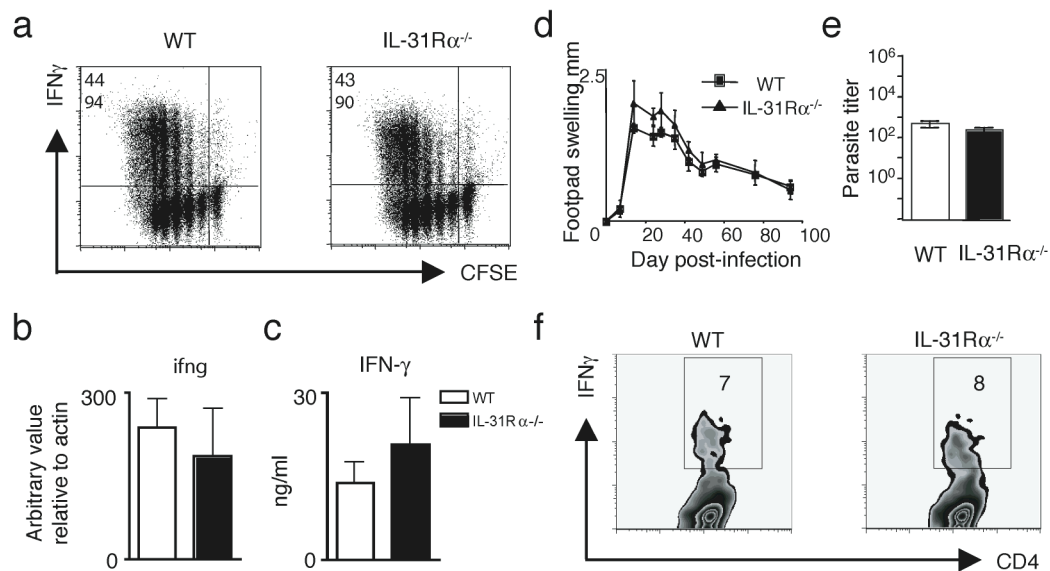 a
WT
IL-31Rα-/-
IFNγ
44
94
43
90
CFSE
b
ifng
300
0
Arbitrary value
relative to actin
c
IFN-γ
30
0
ng/ml
WT
IL-31R α-/-
d
2.5
Footpad swelling mm
WT
IL-31Rα-/-
0
20
40
60
80
100
Day post-infection
e
10⁶
10⁴
10²
10⁰
Parasite titer
WT
IL-31Rα-/-
f
WT
IL-31Rα-/-
IFNγ
7
8
CD4